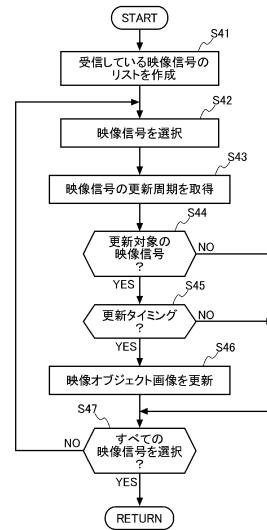 START
S41
受信している映像信号の
リストを作成
S42
映像信号を選択
S43
映像信号の更新周期を取得
S44
更新対象の
映像信号
?
NO
YES
S45
更新タイミング
?
NO
YES
S46
映像オブジェクト画像を更新
S47
すべての
映像信号を選択
?
NO
YES
RETURN